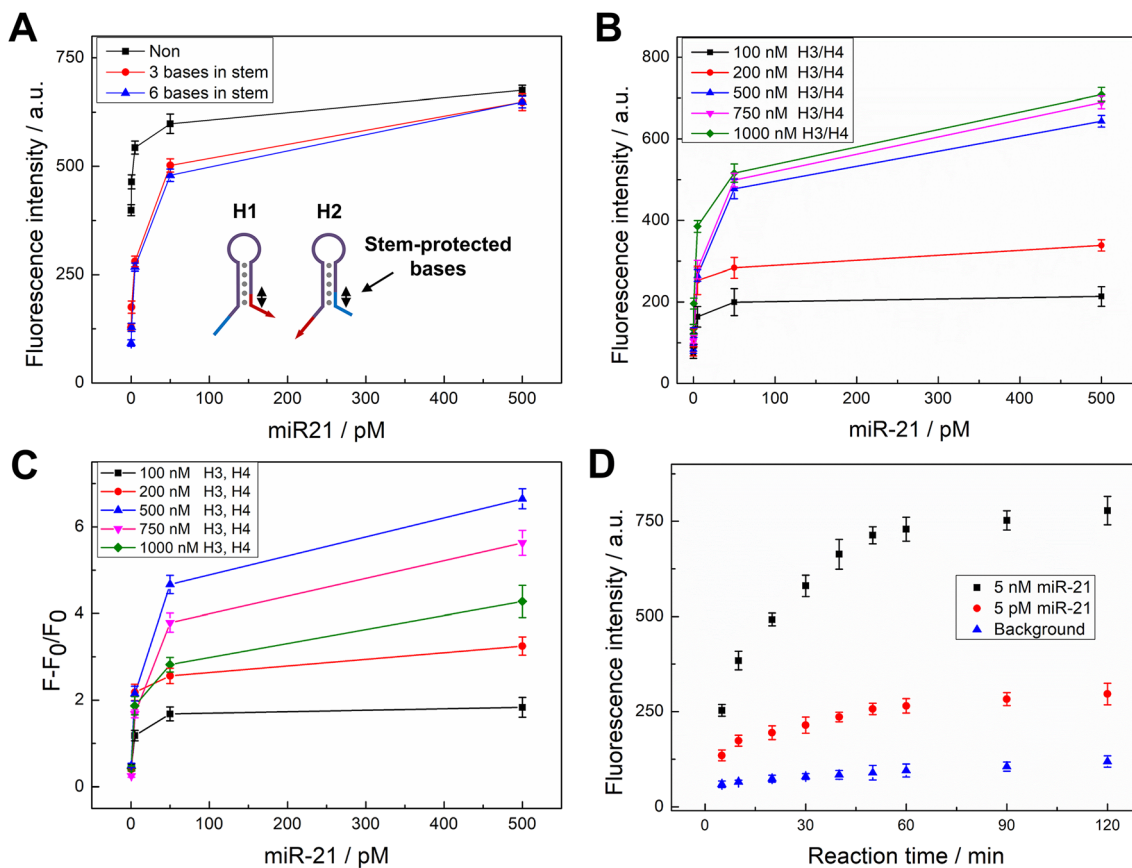 A
Fluorescence intensity / a.u.
750
500
250
0
Non
3 bases in stem
6 bases in stem
H1
H2
Stem-protected
bases
0 100 200 300 400 500
miR21 / pM
B
Fluorescence intensity / a.u.
800
600
400
200
0
100 nM H3/H4
200 nM H3/H4
500 nM H3/H4
750 nM H3/H4
1000 nM H3/H4
0 100 200 300 400 500
miR-21 / pM
C
F-F0/F0
6
4
2
0
100 nM H3, H4
200 nM H3, H4
500 nM H3, H4
750 nM H3, H4
1000 nM H3, H4
0 100 200 300 400 500
miR-21 / pM
D
Fluorescence intensity / a.u.
750
500
250
0
5 nM miR-21
5 pM miR-21
Background
0 30 60 90 120
Reaction time / min